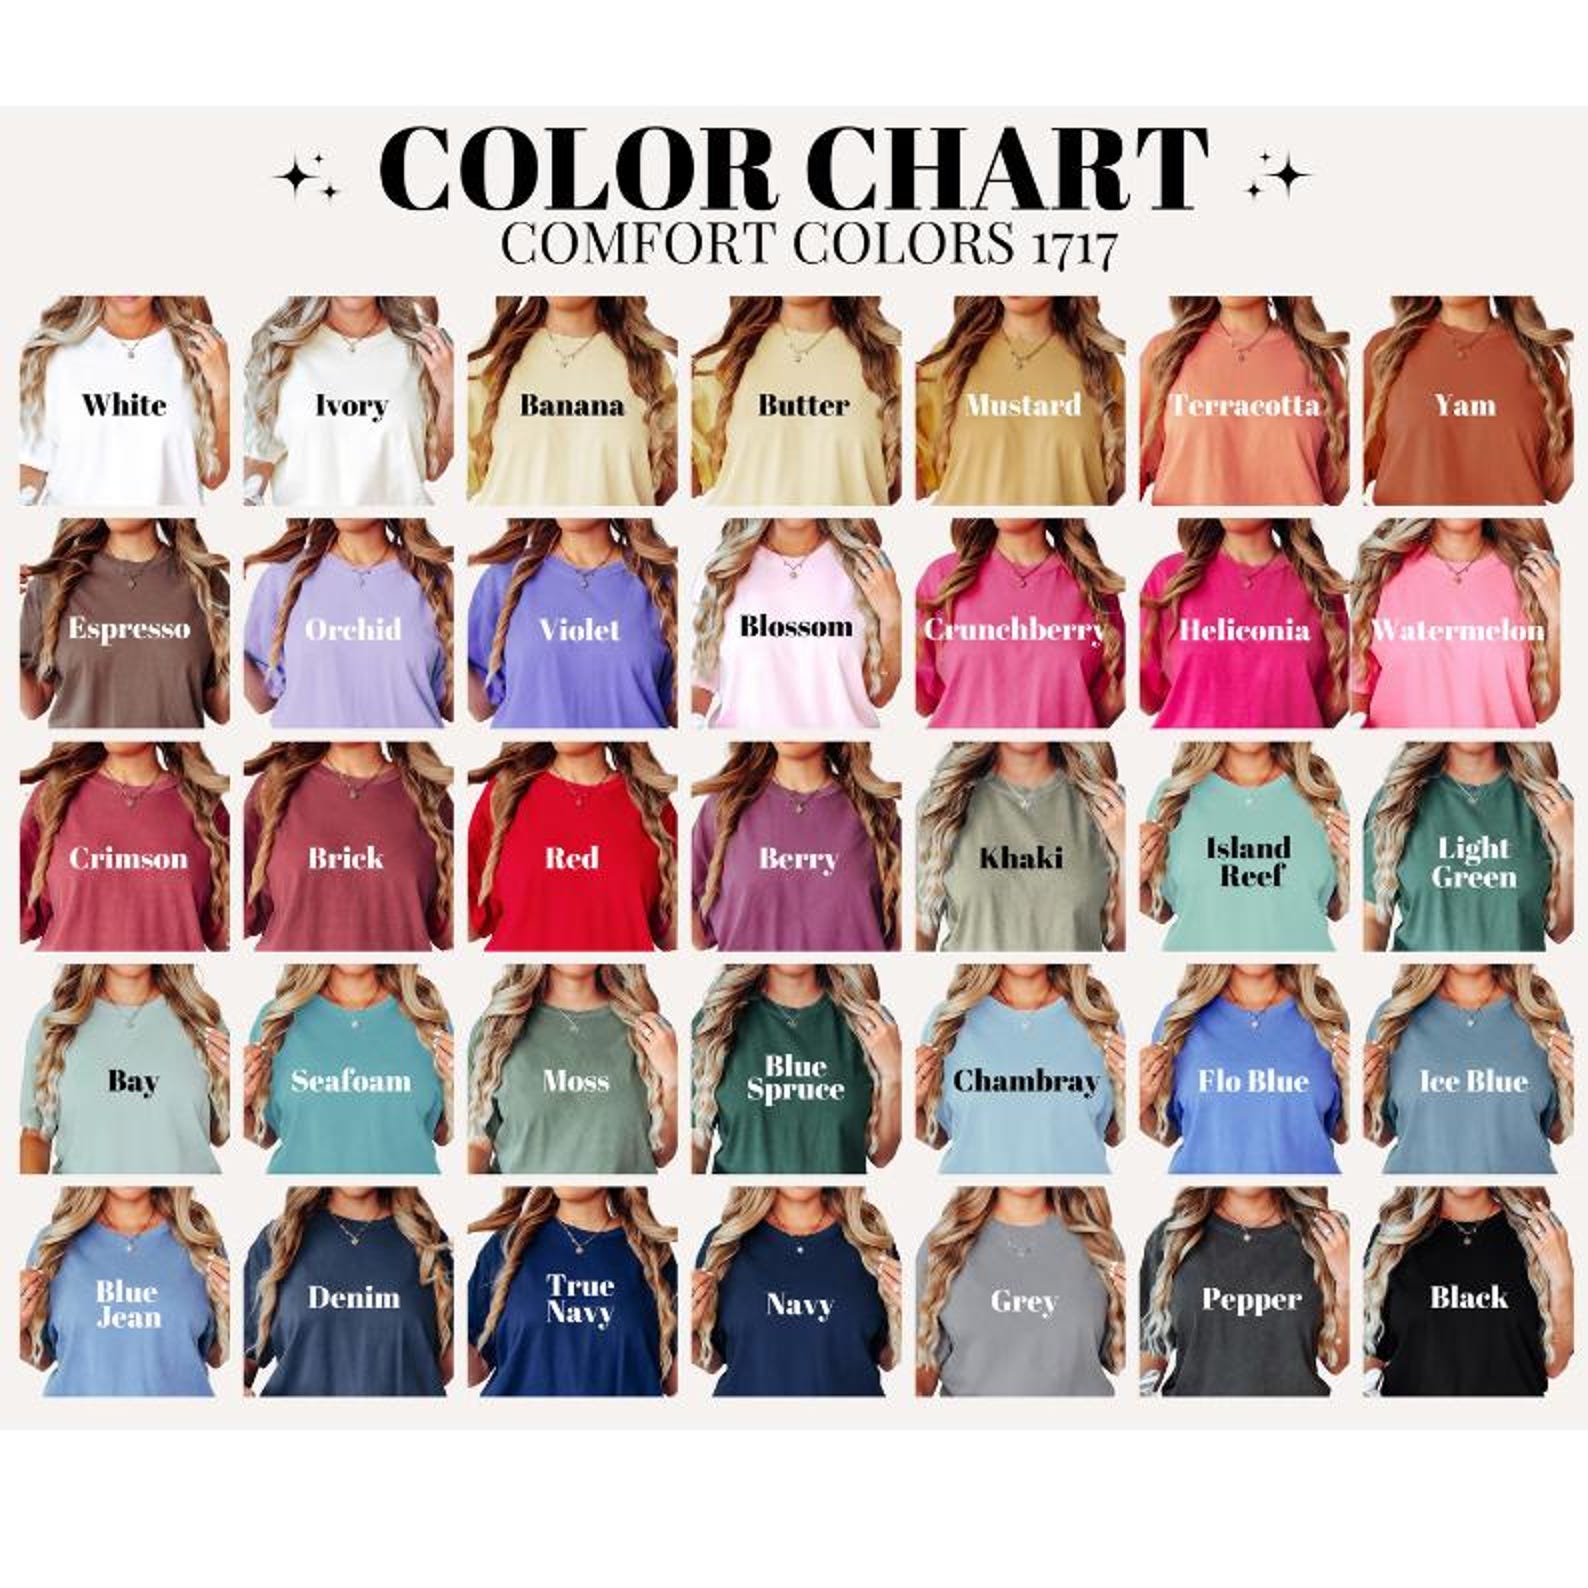 COLOR CHART
COMFORT COLORS 1717
White
Ivory
Banana
Butter
Mustard
Terracotta
Yam
Espresso
Orchid
Violet
Blossom
Crunchberry
Heliconia
Watermelon
Crimson
Brick
Red
Berry
Khaki
Island
Reef
Light
Green
Bay
Seafoam
Moss
Blue
Spruce
Chambray
Flo Blue
Ice Blue
Blue
Jean
Denim
True
Navy
Navy
Grey
Pepper
Black